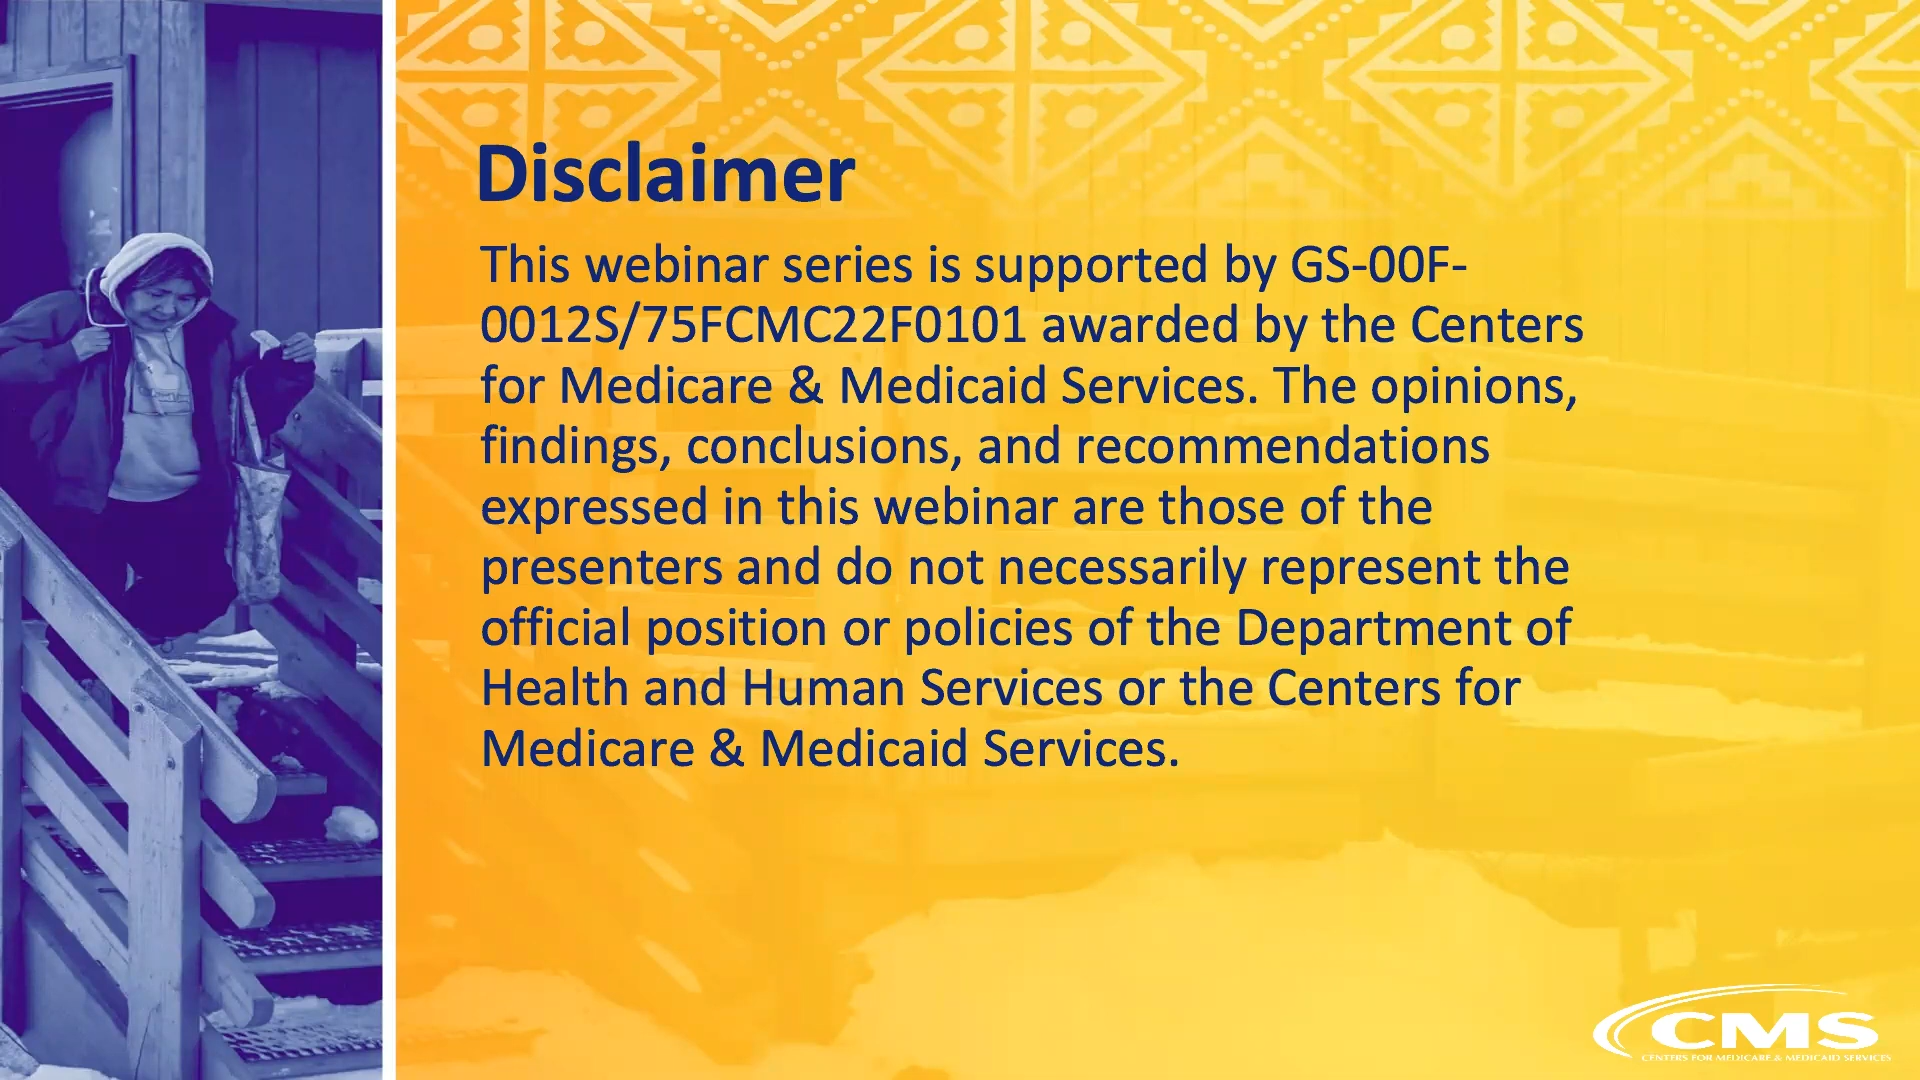 Disclaimer
This webinar series is supported by GS-00F-
0012S/75FCMC22F0101 awarded by the Centers
for Medicare & Medicaid Services. The opinions,
findings, conclusions, and recommendations
expressed in this webinar are those of the
presenters and do not necessarily represent the
official position or policies of the Department of
Health and Human Services or the Centers for
Medicare & Medicaid Services.
CMS
CENTERS FOR MEDICARE & MEDICAID SERVICES